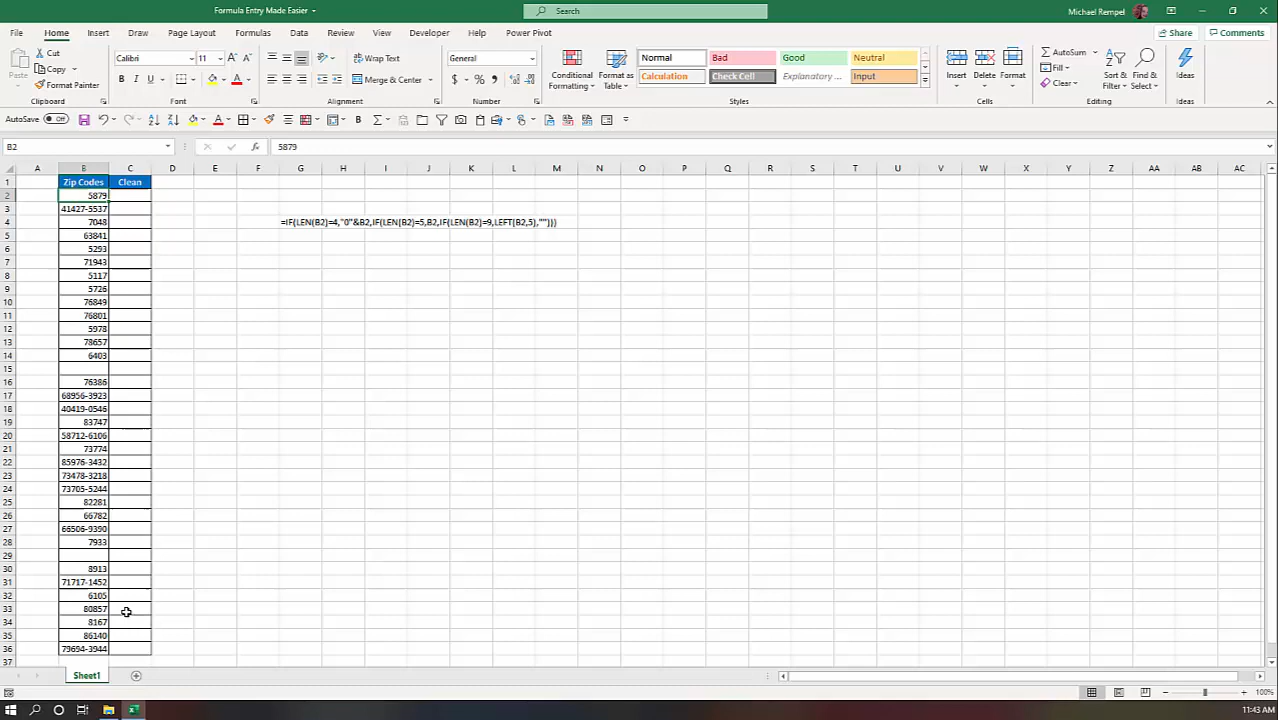 Formula Entry Made Easier
Search
Michael Rempel
File Home Insert Draw Page Layout Formulas Data Review View Developer Help Power Pivot
Share Comments
Paste
Cut
Copy
Format Painter
Clipboard
Calibri 11
B I U
Font
Wrap Text
Merge & Center
Alignment
General
$ % ,
Number
Conditional Formatting
Format as Table
Normal Bad Good Neutral
Calculation Check Cell Explanatory ... Input
Styles
Insert Delete Format
Cells
AutoSum
Fill
Clear
Sort & Filter
Find & Select
Editing
Ideas
Ideas
AutoSave Off
B2
fx
5879
A B C D E F G H I J K L M N O P Q R S T U V W X Y Z AA AB AC
1 Zip Codes Clean
2 5879
3 41427-5537
4 7048 =IF(LEN(B2)=4,"0"&B2,IF(LEN(B2)=5,B2,IF(LEN(B2)=9,LEFT(B2,5),"")))
5 63841
6 5293
7 71943
8 5117
9 5726
10 76849
11 76801
12 5978
13 78657
14 6403
15
16 76386
17 68956-3923
18 40419-0546
19 83747
20 58712-6106
21 73774
22 85976-3432
23 73478-3218
24 73705-5244
25 82281
26 66782
27 66506-9390
28 7933
29
30 8913
31 71717-1452
32 6105
33 80857
34 8167
35 86140
36 79694-3944
37
Sheet1
100%
11:43 AM